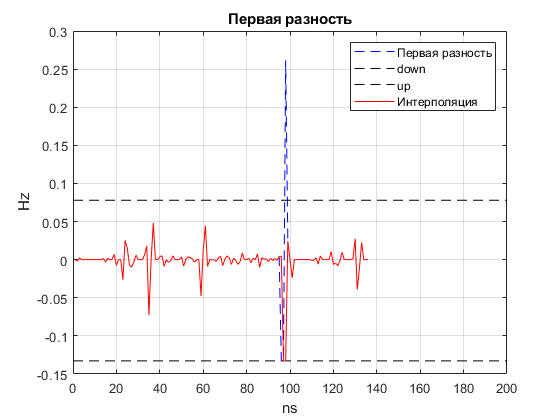 Первая разность
0.3
0.25
0.2
0.15
0.1
0.05
0
-0.05
-0.1
-0.15
Hz
Первая разность
down
up
Интерполяция
0 20 40 60 80 100 120 140 160 180 200
ns